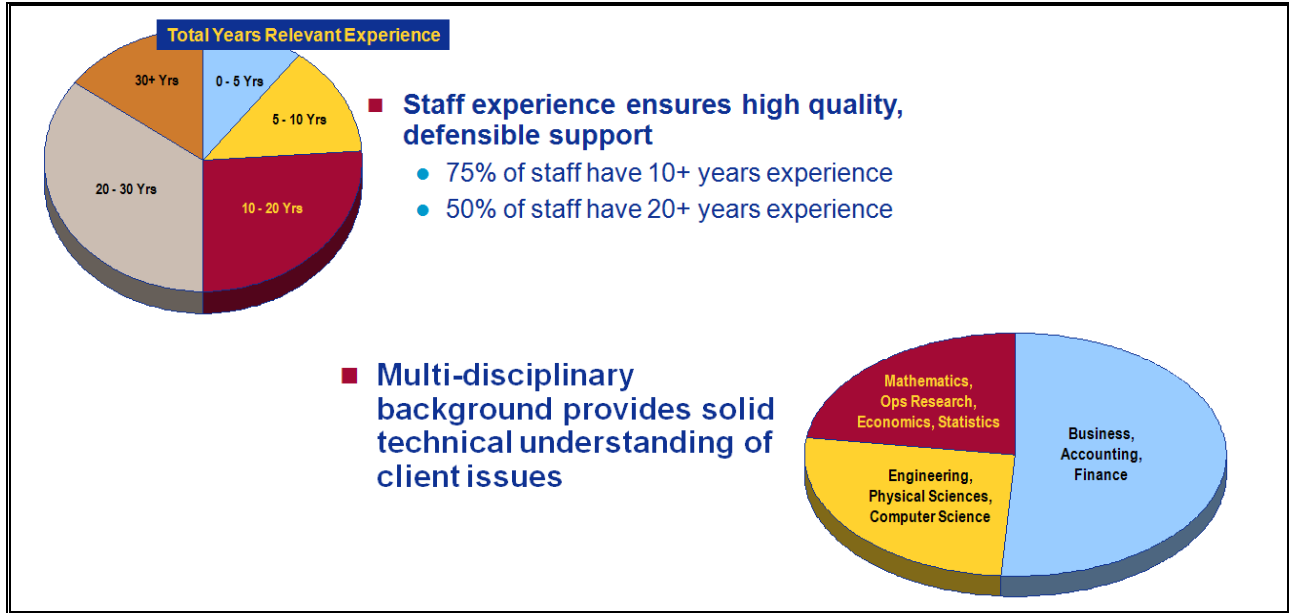 Total Years Relevant Experience
30+ Yrs
0 - 5 Yrs
5 - 10 Yrs
20 - 30 Yrs
10 - 20 Yrs
■ Staff experience ensures high quality,
defensible support
● 75% of staff have 10+ years experience
● 50% of staff have 20+ years experience
■ Multi-disciplinary
background provides solid
technical understanding of
client issues
Mathematics,
Ops Research,
Economics, Statistics
Business,
Accounting,
Finance
Engineering,
Physical Sciences,
Computer Science